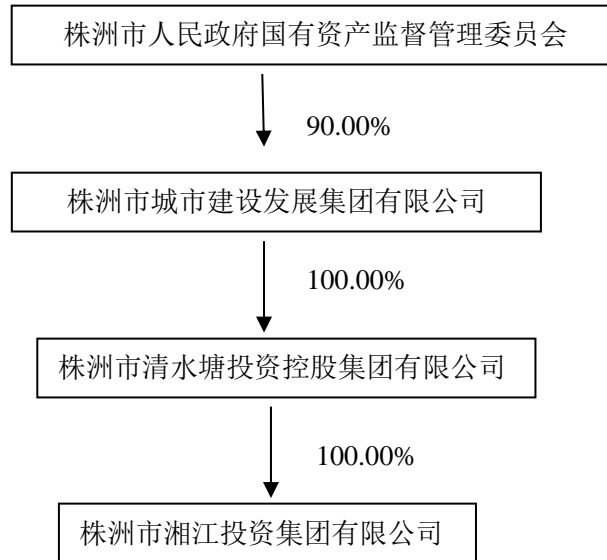 株洲市人民政府国有资产监督管理委员会
90.00%
株洲市城市建设发展集团有限公司
100.00%
株洲市清水塘投资控股集团有限公司
100.00%
株洲市湘江投资集团有限公司